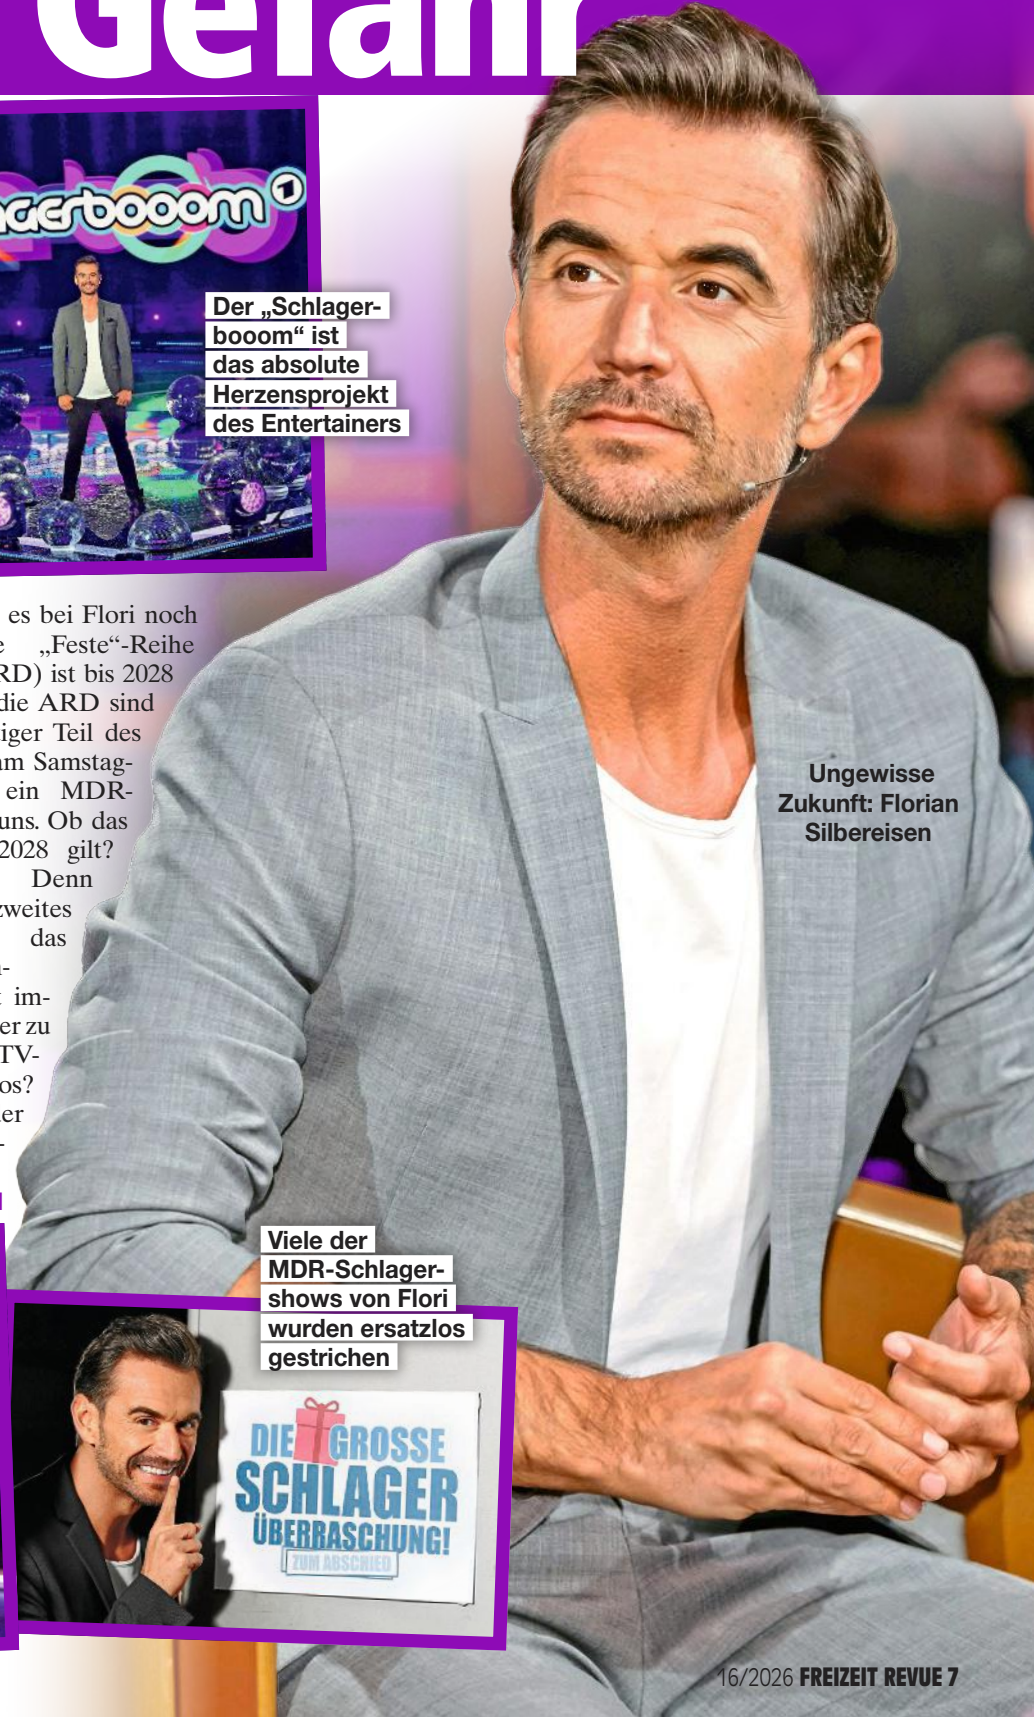 Gefahr
agerbooom
Der „Schlager-
booom“ ist
das absolute
Herzensprojekt
des Entertainers
es bei Flori noch
„Feste“-Reihe
RD) ist bis 2028
die ARD sind
tiger Teil des
am Samstag-
ein MDR-
uns. Ob das
2028 gilt?
Denn
zweites
das
im-
er zu
TV-
os?
er
Ungewisse
Zukunft: Florian
Silbereisen
Viele der
MDR-Schlager-
shows von Flori
wurden ersatzlos
gestrichen
DIE GROSSE
SCHLAGER
ÜBERRASCHUNG!
ZUM ABSCHIED
16/2026 FREIZEIT REVUE 7